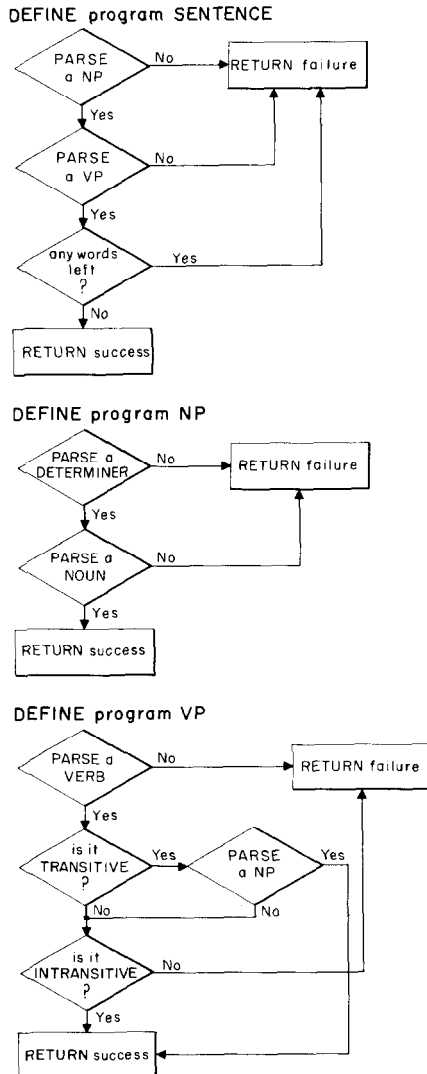 DEFINE program SENTENCE
PARSE
a NP
No
RETURN failure
Yes
PARSE
a VP
No
Yes
any words
left
?
Yes
No
RETURN success
DEFINE program NP
PARSE a
DETERMINER
No
RETURN failure
Yes
PARSE a
NOUN
No
Yes
RETURN success
DEFINE program VP
PARSE a
VERB
No
RETURN failure
Yes
is it
TRANSITIVE
?
Yes
PARSE
a NP
Yes
No
No
is it
INTRANSITIVE
?
No
Yes
RETURN success